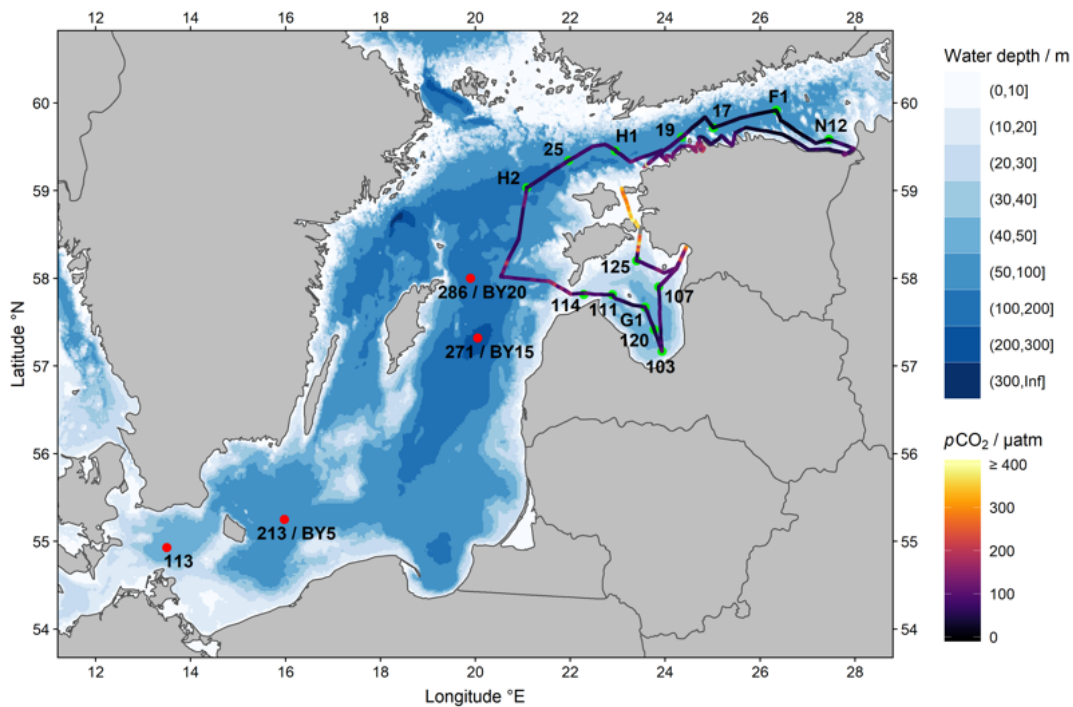 12 14 16 18 20 22 24 26 28
60
59
58
57
56
55
54
Latitude °N
F1
17
19
N12
H1
25
H2
125
286 / BY20
107
114
111
G1
271 / BY15
120
103
213 / BY5
113
60
59
58
57
56
55
54
12 14 16 18 20 22 24 26 28
Longitude °E
Water depth / m
(0,10]
(10,20]
(20,30]
(30,40]
(40,50]
(50,100]
(100,200]
(200,300]
(300,Inf]
pCO₂ / µatm
≥ 400
300
200
100
0